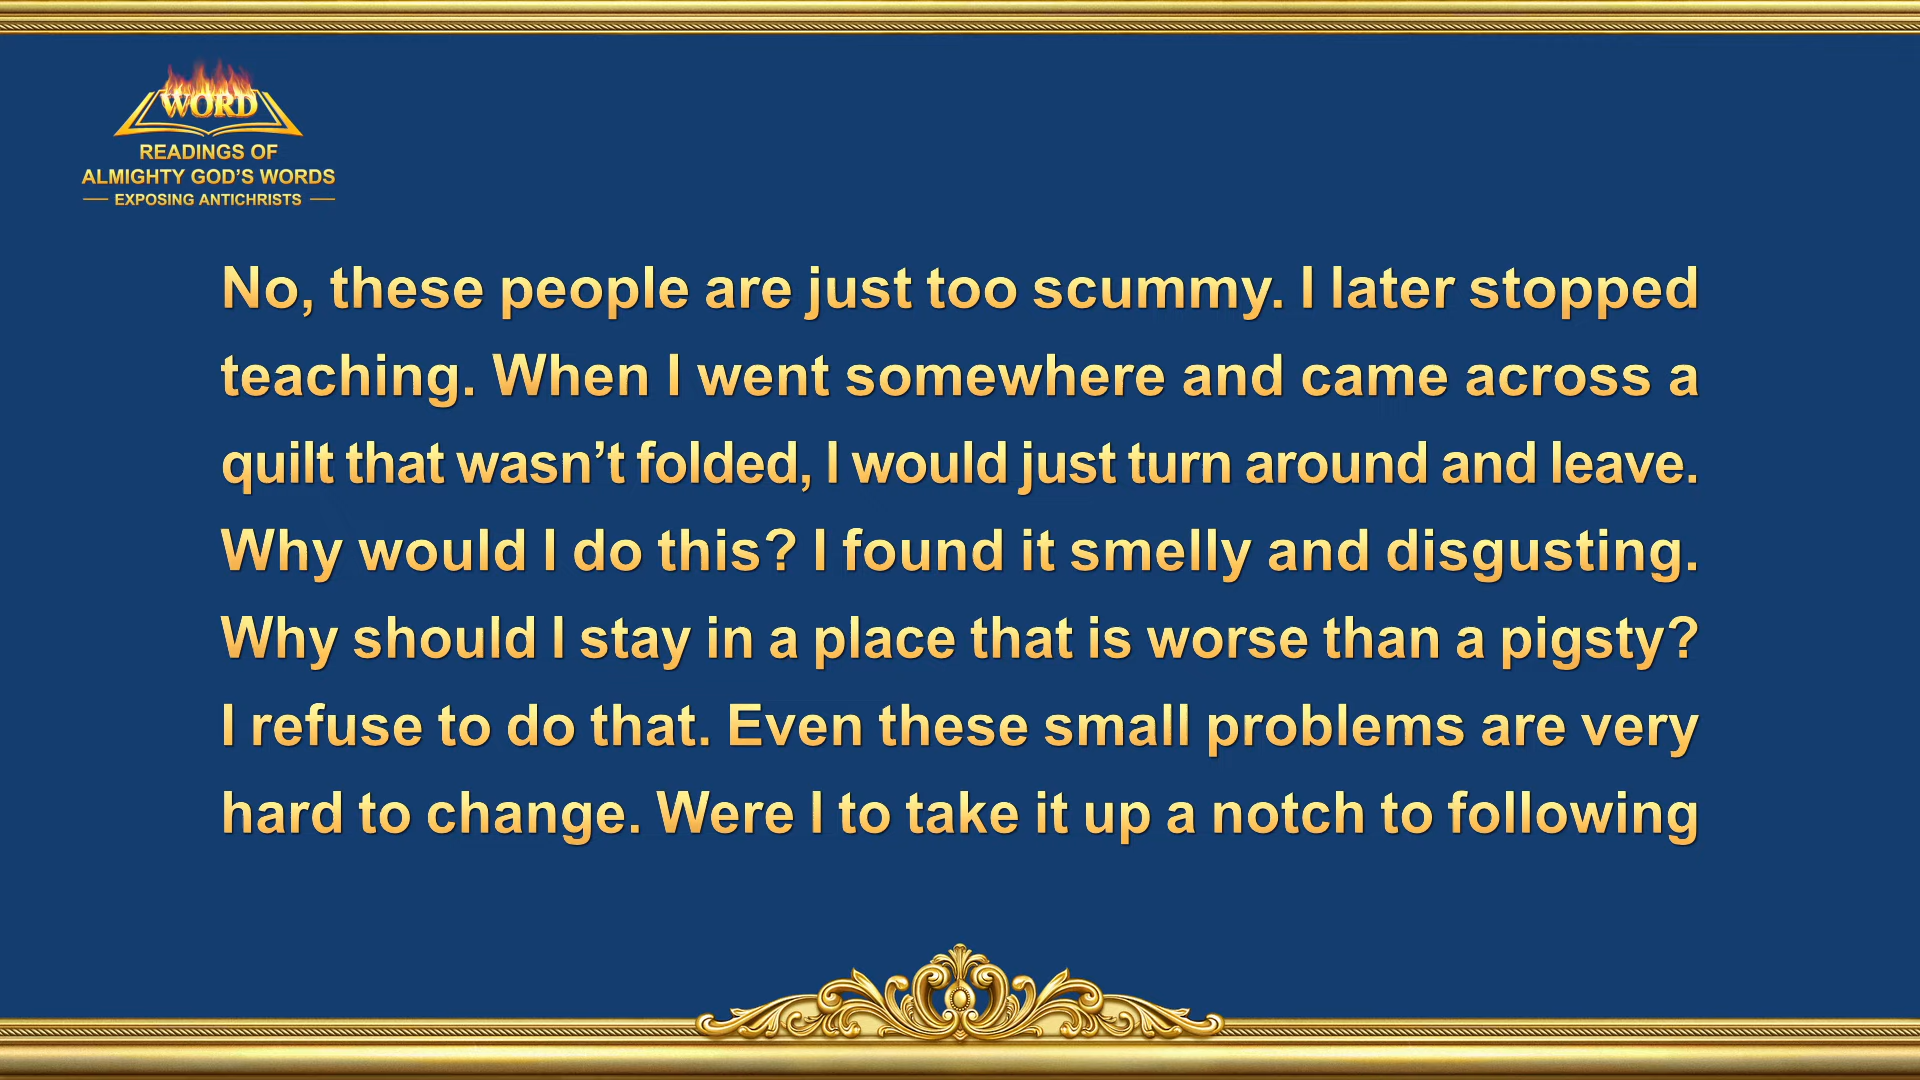 WORD
READINGS OF
ALMIGHTY GOD'S WORDS
EXPOSING ANTICHRISTS
No, these people are just too scummy. I later stopped
teaching. When I went somewhere and came across a
quilt that wasn’t folded, I would just turn around and leave.
Why would I do this? I found it smelly and disgusting.
Why should I stay in a place that is worse than a pigsty?
I refuse to do that. Even these small problems are very
hard to change. Were I to take it up a notch to following